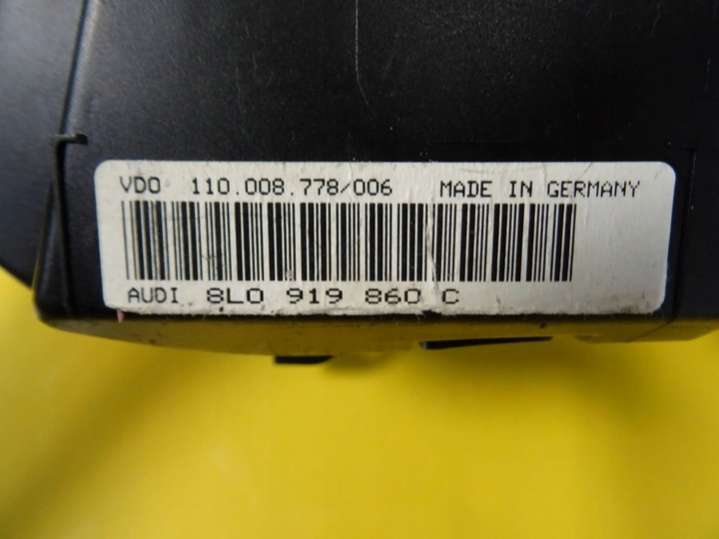 VDO 110.008.778/006 MADE IN GERMANY
AUDI 8L0 919 860 C